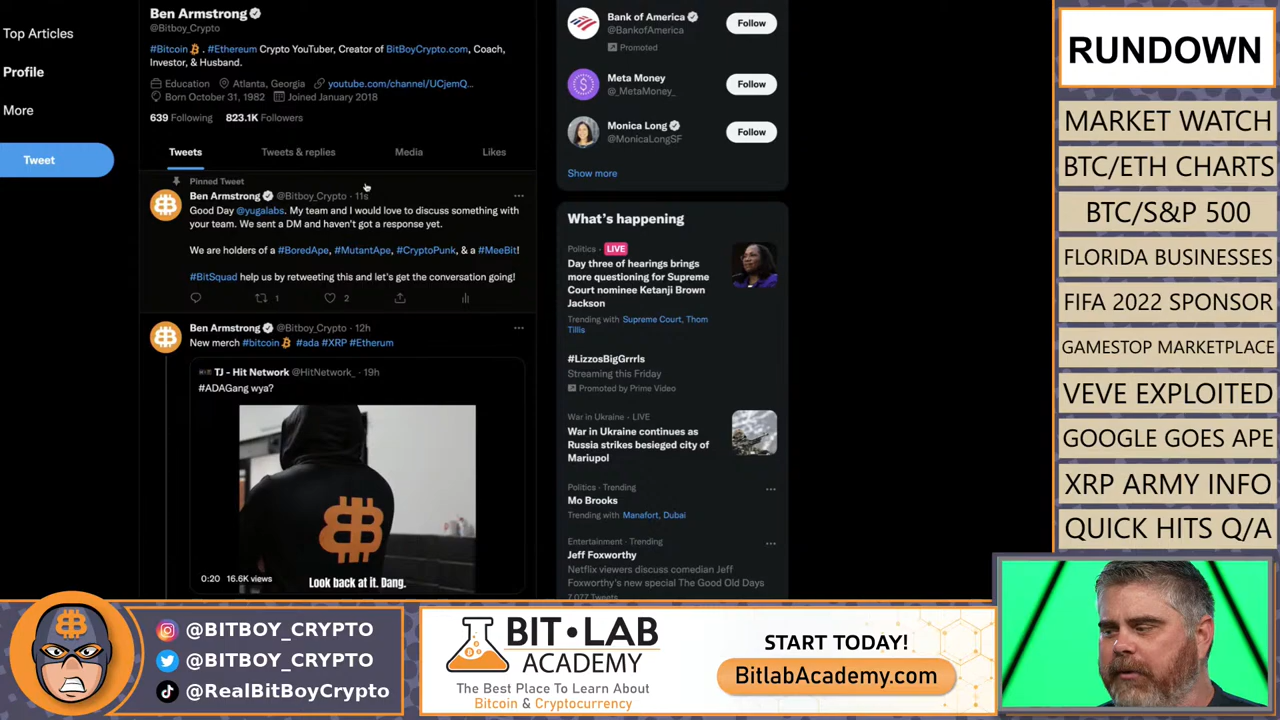 Top Articles
Profile
More
Tweet
Ben Armstrong
@Bitboy_Crypto
#Bitcoin , #Ethereum Crypto YouTuber, Creator of BitBoyCrypto.com, Coach,
Investor, & Husband.
Education Atlanta, Georgia youtube.com/channel/UCjemQ...
Born October 31, 1982 Joined January 2018
639 Following 823.1K Followers
Tweets Tweets & replies Media Likes
Pinned Tweet
Ben Armstrong @Bitboy_Crypto · 11s
Good Day @yugalabs. My team and I would love to discuss something with
your team. We sent a DM and haven't got a response yet.
We are holders of a #BoredApe, #MutantApe, #CryptoPunk, & a #MeeBit!
#BitSquad help us by retweeting this and let's get the conversation going!
1 2
Ben Armstrong @Bitboy_Crypto · 12h
New merch #bitcoin #ada #XRP #Etherum
TJ - Hit Network @HitNetwork_ · 19h
#ADAGang wya?
Look back at it. Dang.
0:20 16.6K views
Bank of America
@BankofAmerica
Promoted
Follow
Meta Money
@_MetaMoney_
Follow
Monica Long
@MonicaLongSF
Follow
Show more
What's happening
Politics · LIVE
Day three of hearings brings
more questioning for Supreme
Court nominee Ketanji Brown
Jackson
Trending with Supreme Court, Thom
Tillis
#LizzosBigGrrrls
Streaming this Friday
Promoted by Prime Video
War in Ukraine · LIVE
War in Ukraine continues as
Russia strikes besieged city of
Mariupol
Politics · Trending
Mo Brooks
Trending with Manafort, Dubai
Entertainment · Trending
Jeff Foxworthy
Netflix viewers discuss comedian Jeff
Foxworthy's new special The Good Old Days
7,077 Tweets
RUNDOWN
MARKET WATCH
BTC/ETH CHARTS
BTC/S&P 500
FLORIDA BUSINESSES
FIFA 2022 SPONSOR
GAMESTOP MARKETPLACE
VEVE EXPLOITED
GOOGLE GOES APE
XRP ARMY INFO
QUICK HITS Q/A
@BITBOY_CRYPTO
@BITBOY_CRYPTO
@RealBitBoyCrypto
BIT•LAB
ACADEMY
The Best Place To Learn About
Bitcoin & Cryptocurrency
START TODAY!
BitlabAcademy.com